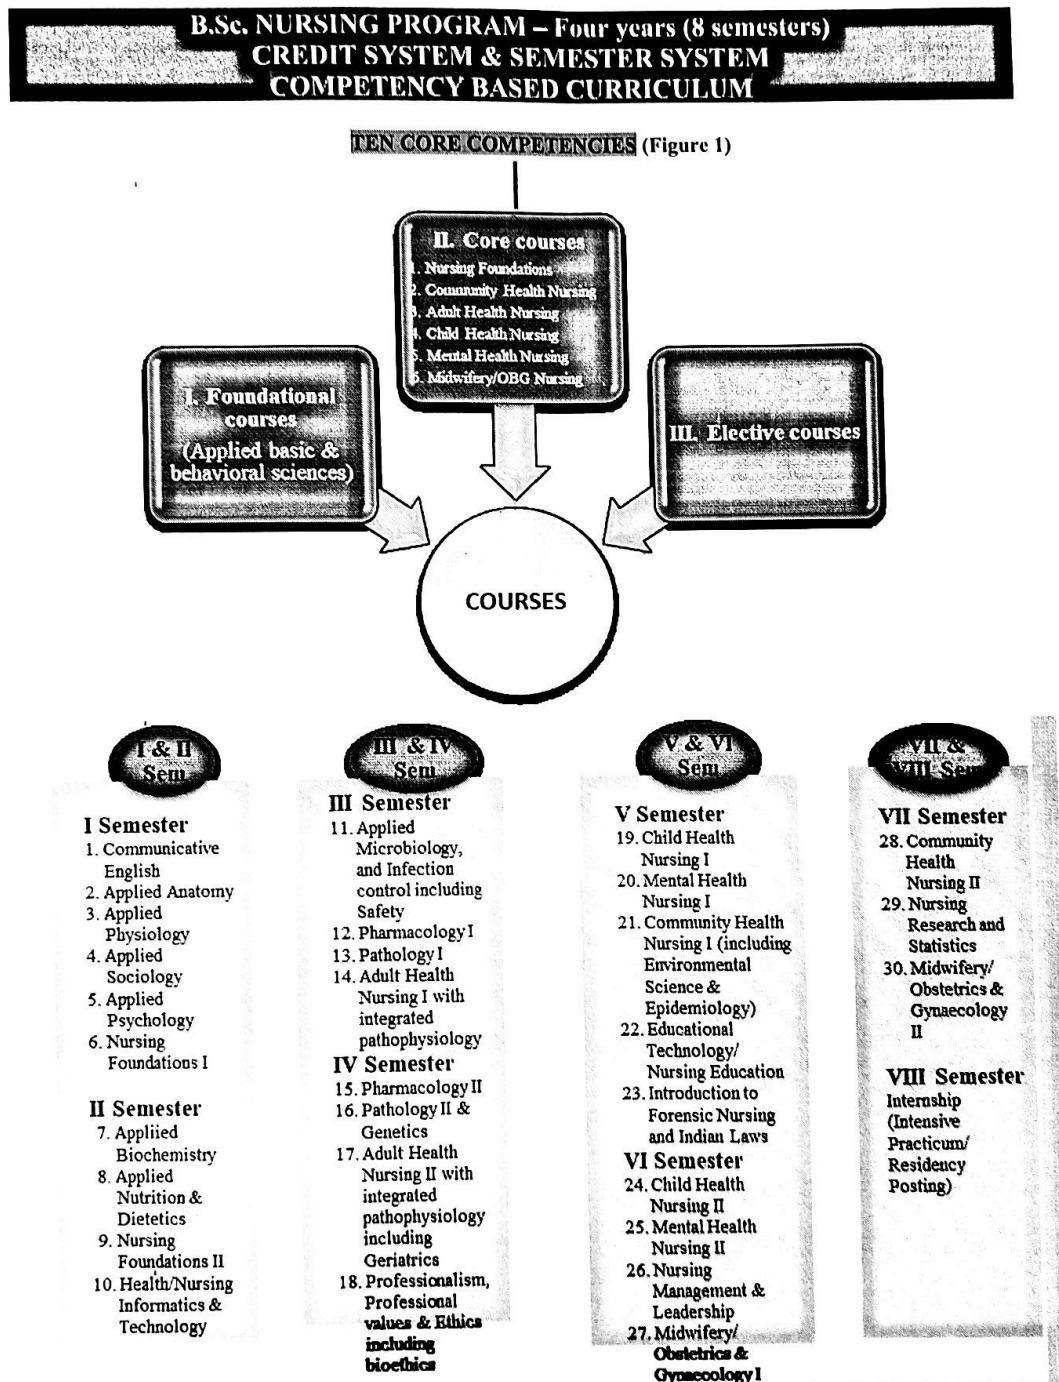 B.Sc. NURSING PROGRAM – Four years (8 semesters)
CREDIT SYSTEM & SEMESTER SYSTEM
COMPETENCY BASED CURRICULUM
TEN CORE COMPETENCIES (Figure 1)
II. Core courses
1. Nursing Foundations
2. Community Health Nursing
3. Adult Health Nursing
4. Child Health Nursing
5. Mental Health Nursing
6. Midwifery/OBG Nursing
I. Foundational
courses
(Applied basic &
behavioral sciences)
III. Elective courses
COURSES
I & II
Sem
I Semester
1. Communicative
English
2. Applied Anatomy
3. Applied
Physiology
4. Applied
Sociology
5. Applied
Psychology
6. Nursing
Foundations I
II Semester
7. Appliied
Biochemistry
8. Applied
Nutrition &
Dietetics
9. Nursing
Foundations II
10. Health/Nursing
Informatics &
Technology
III & IV
Sem
III Semester
11. Applied
Microbiology,
and Infection
control including
Safety
12. Pharmacology I
13. Pathology I
14. Adult Health
Nursing I with
integrated
pathophysiology
IV Semester
15. Pharmacology II
16. Pathology II &
Genetics
17. Adult Health
Nursing II with
integrated
pathophysiology
including
Geriatrics
18. Professionalism,
Professional
values & Ethics
including
bioethics
V & VI
Sem
V Semester
19. Child Health
Nursing I
20. Mental Health
Nursing I
21. Community Health
Nursing I (including
Environmental
Science &
Epidemiology)
22. Educational
Technology/
Nursing Education
23. Introduction to
Forensic Nursing
and Indian Laws
VI Semester
24. Child Health
Nursing II
25. Mental Health
Nursing II
26. Nursing
Management &
Leadership
27. Midwifery/
Obstetrics &
Gynaecology I
VII &
VIII Sem
VII Semester
28. Community
Health
Nursing II
29. Nursing
Research and
Statistics
30. Midwifery/
Obstetrics &
Gynaecology
II
VIII Semester
Internship
(Intensive
Practicum/
Residency
Posting)